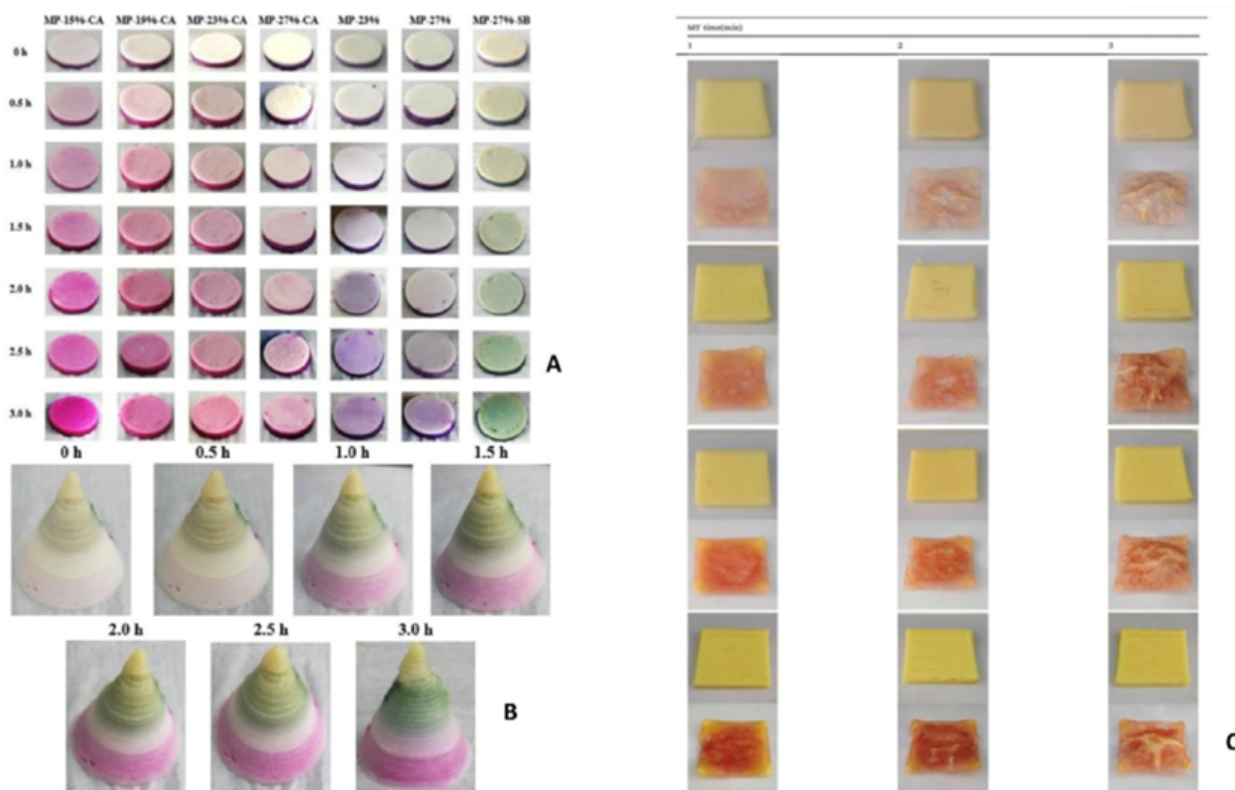 MP-15%-CA MP-19%-CA MP-23%-CA MP-27%-CA MP-23% MP-27% MP-27%-SB
0 h
0.5 h
1.0 h
1.5 h
2.0 h
2.5 h
A
3.0 h
0 h 0.5 h 1.0 h 1.5 h
2.0 h 2.5 h 3.0 h
B
MT time(min)
1 2 3
C